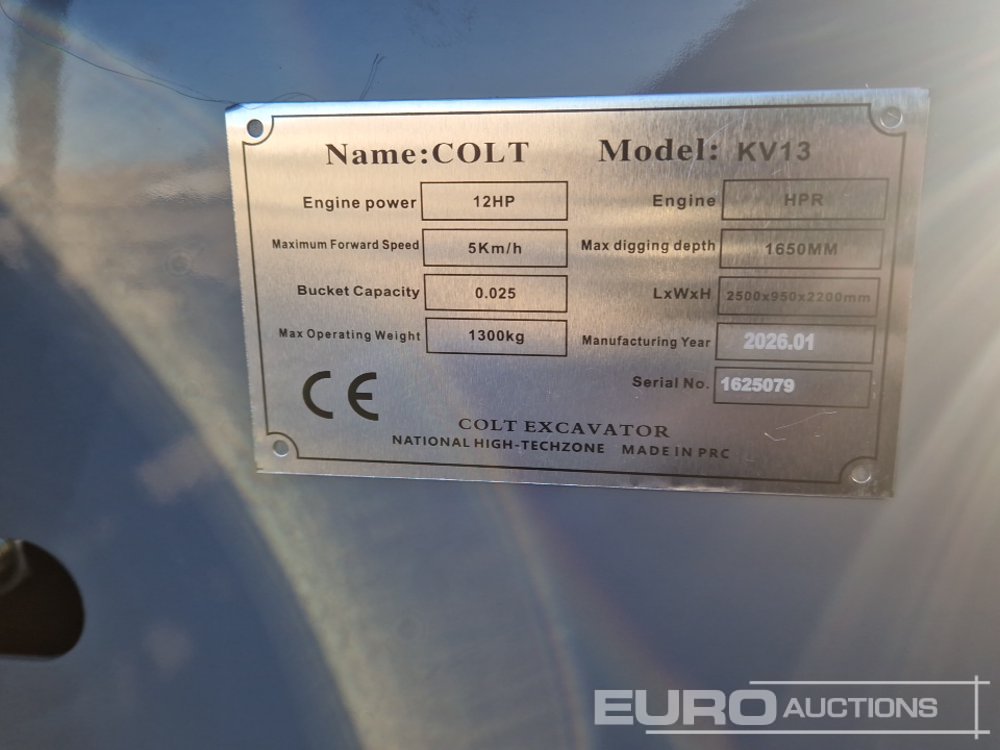 Name:COLT Model: KV13
Engine power 12HP Engine HPR
Maximum Forward Speed 5Km/h Max digging depth 1650MM
Bucket Capacity 0.025 LxWxH 2500x950x2200mm
Max Operating Weight 1300kg Manufacturing Year 2026.01
Serial No. 1625079
CE
COLT EXCAVATOR
NATIONAL HIGH-TECHZONE MADE IN PRC
EURO AUCTIONS